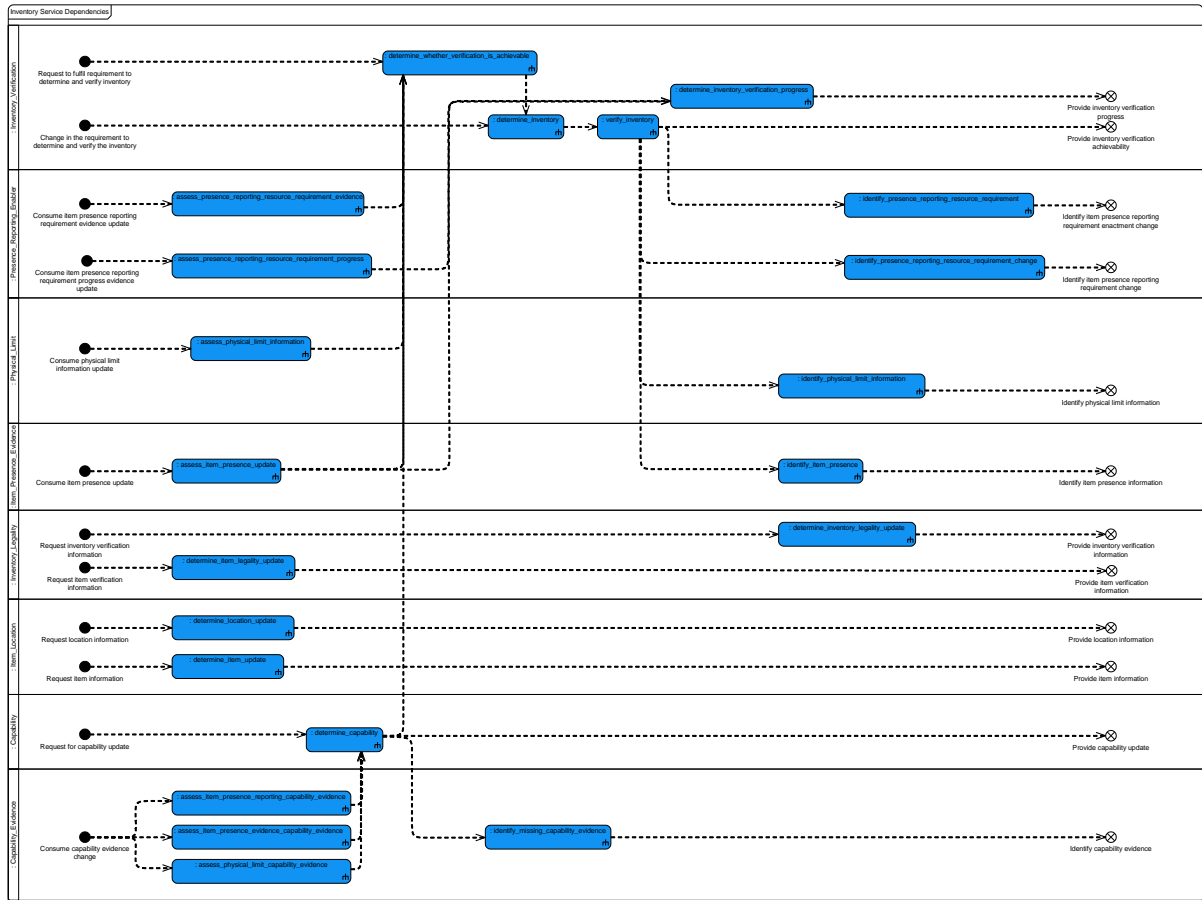 Inventory Service Dependencies
: Inventory_Verification
Request to fulfil requirement to
determine and verify inventory
: determine_whether_verification_is_achievable
: determine_inventory_verification_progress
Provide inventory verification
progress
Change in the requirement to
determine and verify the inventory
: determine_inventory
: verify_inventory
Provide inventory verification
achievability
: Presence_Reporting_Enabler
Consume item presence reporting
requirement evidence update
: assess_presence_reporting_resource_requirement_evidence
: identify_presence_reporting_resource_requirement
Identify item presence reporting
requirement enactment change
Consume item presence reporting
requirement progress evidence
update
: assess_presence_reporting_resource_requirement_progress
: identify_presence_reporting_resource_requirement_change
Identify item presence reporting
requirement change
: Physical_Limit
Consume physical limit
information update
: assess_physical_limit_information
: identify_physical_limit_information
Identify physical limit information
: Item_Presence_Evidence
Consume item presence update
: assess_item_presence_update
: identify_item_presence
Identify item presence information
: Inventory_Legality
Request inventory verification
information
: determine_inventory_legality_update
Provide inventory verification
information
Request item verification
information
: determine_item_legality_update
Provide item verification
information
: Item_Location
Request location information
: determine_location_update
Provide location information
Request item information
: determine_item_update
Provide item information
: Capability
Request for capability update
: determine_capability
Provide capability update
: Capability_Evidence
Consume capability evidence
change
: assess_item_presence_reporting_capability_evidence
: assess_item_presence_evidence_capability_evidence
: assess_physical_limit_capability_evidence
: identify_missing_capability_evidence
Identify capability evidence